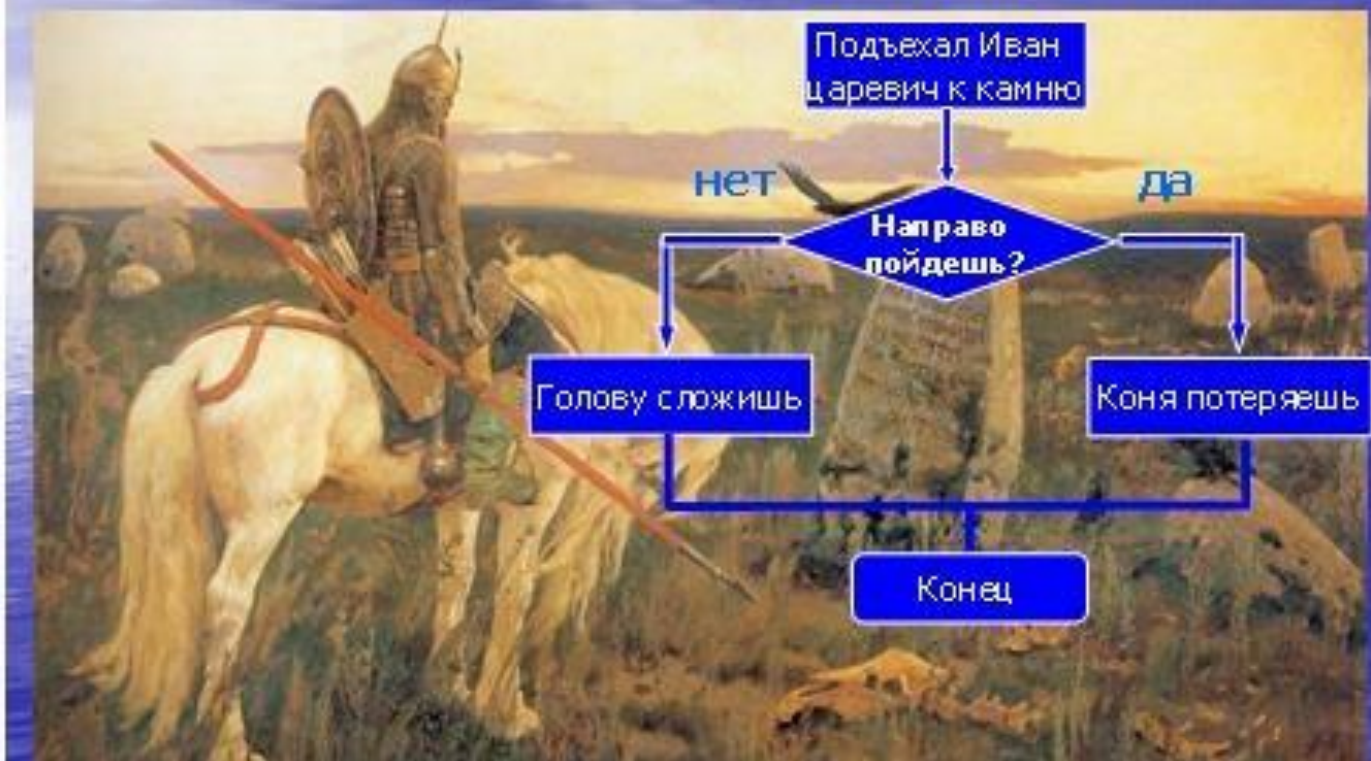 Подъехал Иван
царевич к камню
нет
да
Направо
пойдешь?
Голову сложишь
Коня потеряешь
Конец